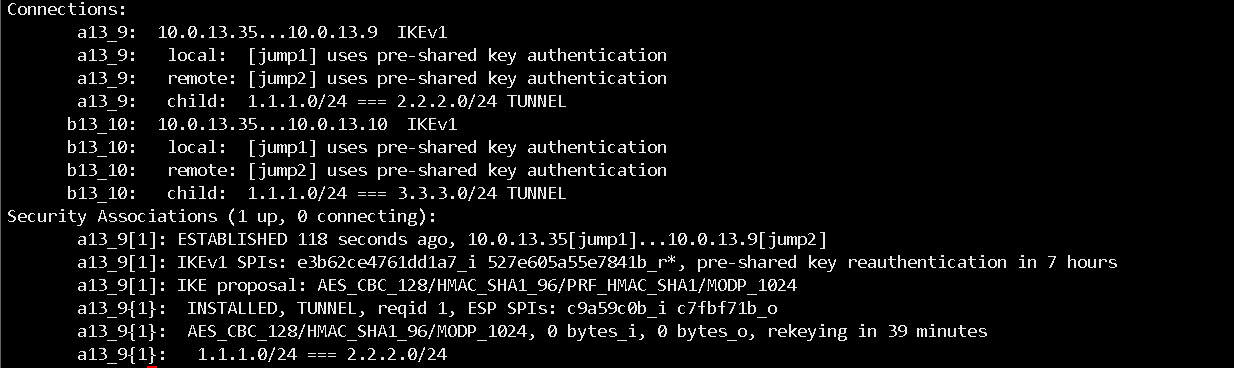 Connections:
a13_9:  10.0.13.35...10.0.13.9  IKEv1
a13_9:   local:  [jump1] uses pre-shared key authentication
a13_9:   remote: [jump2] uses pre-shared key authentication
a13_9:   child:  1.1.1.0/24 === 2.2.2.0/24 TUNNEL
b13_10:  10.0.13.35...10.0.13.10  IKEv1
b13_10:   local:  [jump1] uses pre-shared key authentication
b13_10:   remote: [jump2] uses pre-shared key authentication
b13_10:   child:  1.1.1.0/24 === 3.3.3.0/24 TUNNEL
Security Associations (1 up, 0 connecting):
a13_9[1]: ESTABLISHED 118 seconds ago, 10.0.13.35[jump1]...10.0.13.9[jump2]
a13_9[1]: IKEv1 SPIs: e3b62ce4761dd1a7_i 527e605a55e7841b_r*, pre-shared key reauthentication in 7 hours
a13_9[1]: IKE proposal: AES_CBC_128/HMAC_SHA1_96/PRF_HMAC_SHA1/MODP_1024
a13_9{1}:  INSTALLED, TUNNEL, reqid 1, ESP SPIs: c9a59c0b_i c7fbf71b_o
a13_9{1}:  AES_CBC_128/HMAC_SHA1_96/MODP_1024, 0 bytes_i, 0 bytes_o, rekeying in 39 minutes
a13_9{1}:   1.1.1.0/24 === 2.2.2.0/24